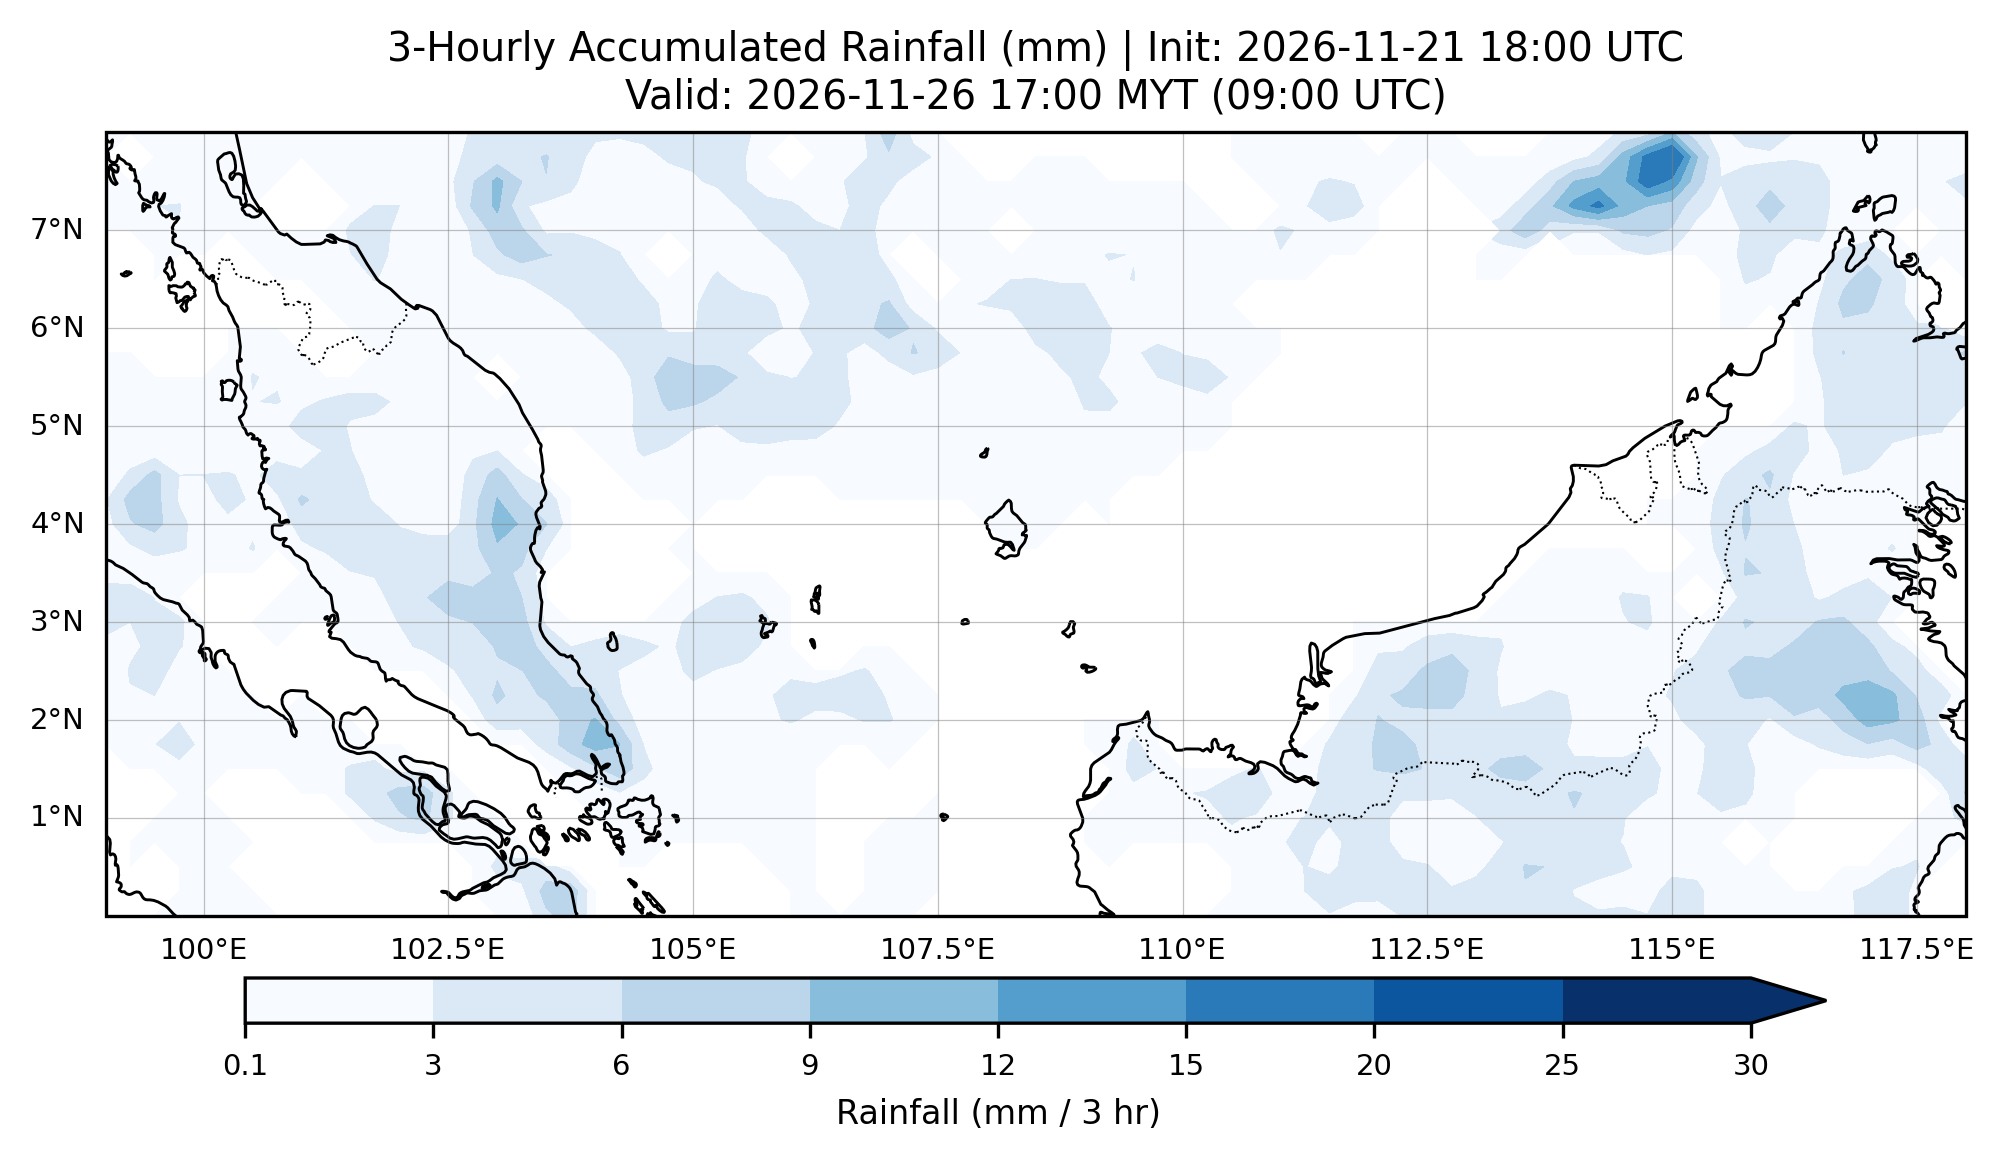 3-Hourly Accumulated Rainfall (mm) | Init: 2026-11-21 18:00 UTC
Valid: 2026-11-26 17:00 MYT (09:00 UTC)
7°N
6°N
5°N
4°N
3°N
2°N
1°N
100°E 102.5°E 105°E 107.5°E 110°E 112.5°E 115°E 117.5°E
0.1 3 6 9 12 15 20 25 30
Rainfall (mm / 3 hr)